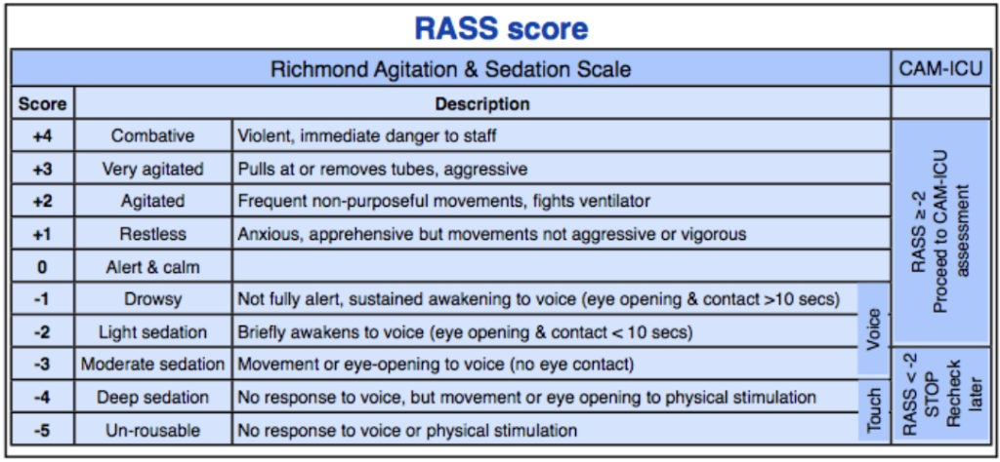 RASS score
Richmond Agitation & Sedation Scale CAM-ICU
Score Description
+4 Combative Violent, immediate danger to staff
+3 Very agitated Pulls at or removes tubes, aggressive
+2 Agitated Frequent non-purposeful movements, fights ventilator
+1 Restless Anxious, apprehensive but movements not aggressive or vigorous
0 Alert & calm
-1 Drowsy Not fully alert, sustained awakening to voice (eye opening & contact >10 secs)
-2 Light sedation Briefly awakens to voice (eye opening & contact < 10 secs)
-3 Moderate sedation Movement or eye-opening to voice (no eye contact)
-4 Deep sedation No response to voice, but movement or eye opening to physical stimulation
-5 Un-rousable No response to voice or physical stimulation
Voice
Touch
RASS ≥ -2
Proceed to CAM-ICU
assessment
RASS < -2
STOP
Recheck
later